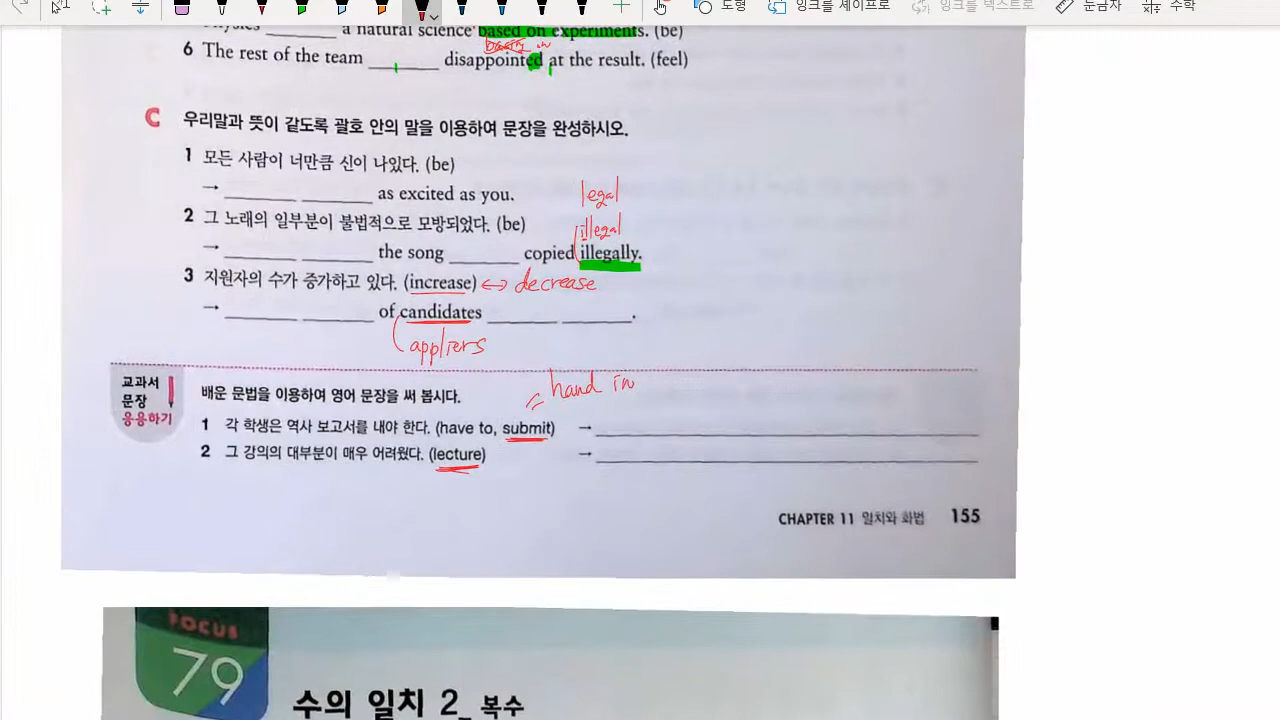 도형
잉크를 셰이프로
잉크를 텍스트로
눈금자
수학
a natural science based on experiments. (be)
6 The rest of the team ________ disappointed at the result. (feel)
C 우리말과 뜻이 같도록 괄호 안의 말을 이용하여 문장을 완성하시오.
1 모든 사람이 너만큼 신이 나있다. (be)
→ ________ ________ as excited as you.
legal
2 그 노래의 일부분이 불법적으로 모방되었다. (be)
illegal
→ ________ ________ the song ________ copied illegally.
3 지원자의 수가 증가하고 있다. (increase) ↔ decrease
→ ________ ________ of candidates ________ ________.
appliers
교과서
문장
응용하기
배운 문법을 이용하여 영어 문장을 써 봅시다.
= hand in
1 각 학생은 역사 보고서를 내야 한다. (have to, submit) → ________
2 그 강의의 대부분이 매우 어려웠다. (lecture) → ________
CHAPTER 11 일치와 화법 155
FOCUS
79
수의 일치 2_ 복수